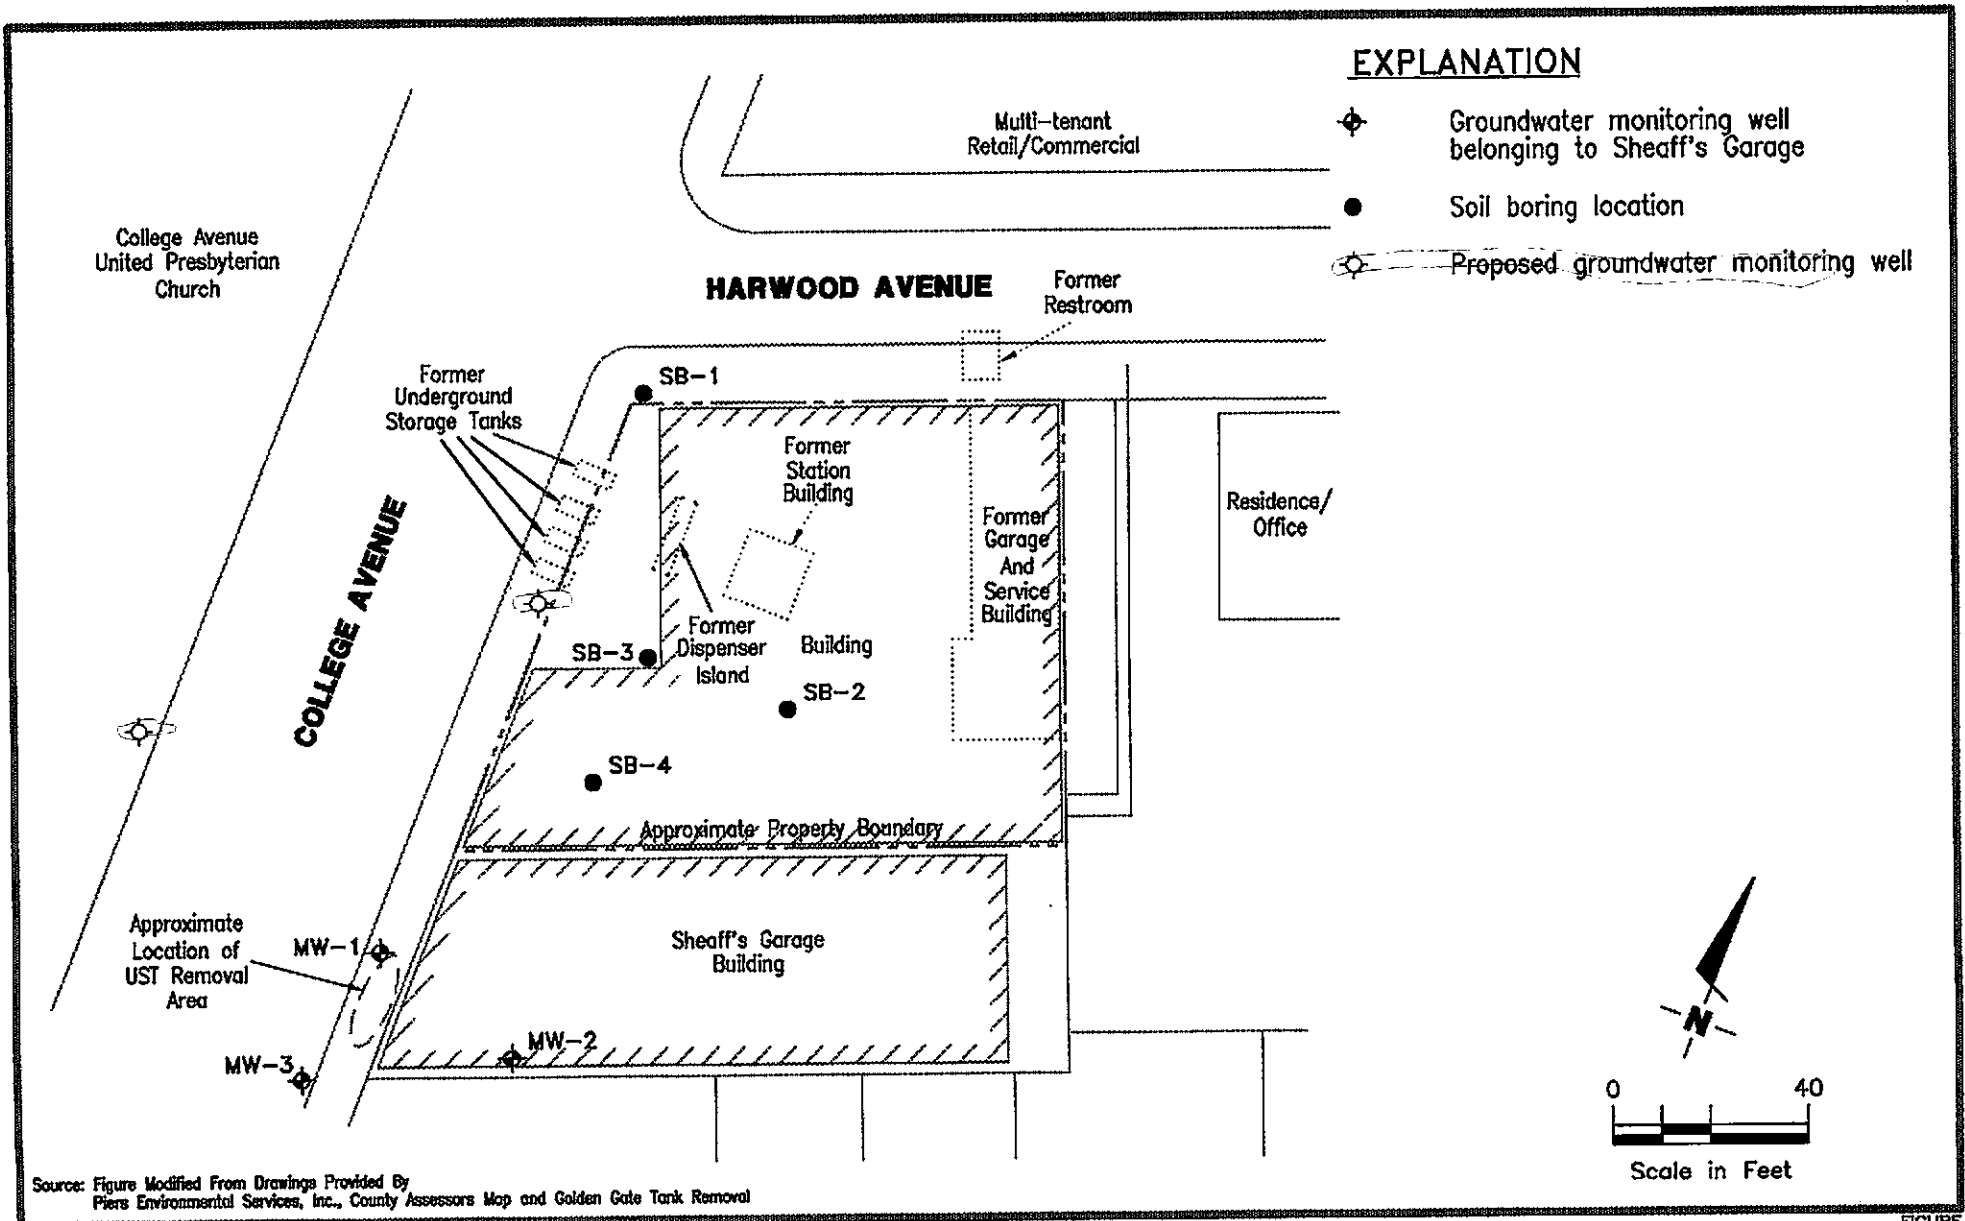 EXPLANATION
Groundwater monitoring well
belonging to Sheaff's Garage
Soil boring location
Proposed groundwater monitoring well
Multi-tenant
Retail/Commercial
College Avenue
United Presbyterian
Church
HARWOOD AVENUE
Former
Restroom
Former
Underground
Storage Tanks
SB-1
Former
Station
Building
Former
Garage
And
Service
Building
Residence/
Office
COLLEGE AVENUE
Former
Dispenser
Island
Building
SB-3
SB-2
SB-4
Approximate Property Boundary
Approximate
Location of
UST Removal
Area
MW-1
Sheaff's Garage
Building
MW-2
MW-3
N
0 40
Scale in Feet
Source: Figure Modified From Drawings Provided By
Piers Environmental Services, Inc., County Assessors Map and Golden Gate Tank Removal
FIGURE